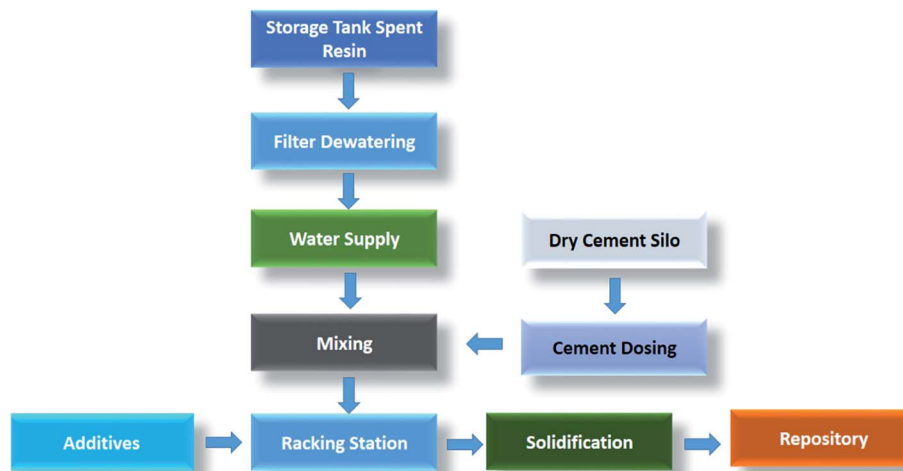 Storage Tank Spent
Resin
Filter Dewatering
Water Supply
Dry Cement Silo
Mixing
Cement Dosing
Additives
Racking Station
Solidification
Repository